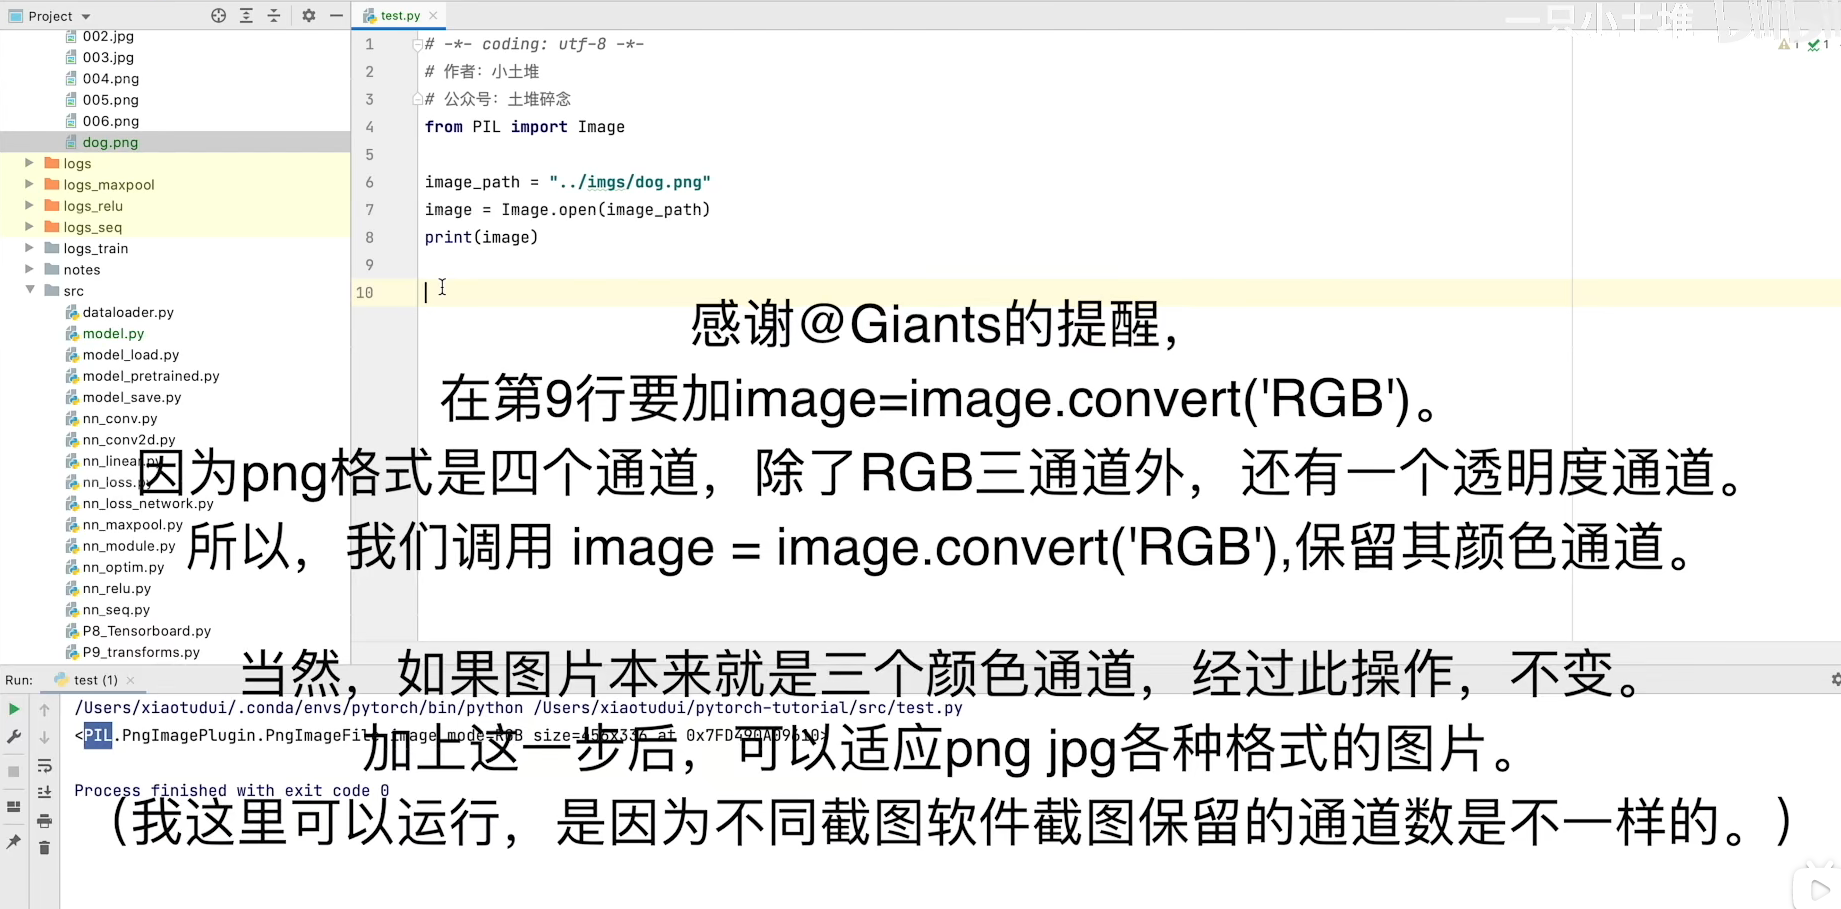 Project
002.jpg
003.jpg
004.png
005.png
006.png
dog.png
logs
logs_maxpool
logs_relu
logs_seq
logs_train
notes
src
dataloader.py
model.py
model_load.py
model_pretrained.py
model_save.py
nn_conv.py
nn_conv2d.py
nn_linear.py
nn_loss.py
nn_loss_network.py
nn_maxpool.py
nn_module.py
nn_optim.py
nn_relu.py
nn_seq.py
P8_Tensorboard.py
P9_transforms.py
test.py
一只小土堆 bilibili
1 1
1 # -*- coding: utf-8 -*-
2 # 作者：小土堆
3 # 公众号：土堆碎念
4 from PIL import Image
5
6 image_path = "../imgs/dog.png"
7 image = Image.open(image_path)
8 print(image)
9
10
感谢@Giants的提醒，
在第9行要加image=image.convert('RGB')。
因为png格式是四个通道，除了RGB三通道外，还有一个透明度通道。
所以，我们调用 image = image.convert('RGB'),保留其颜色通道。
当然，如果图片本来就是三个颜色通道，经过此操作，不变。
加上这一步后，可以适应png jpg各种格式的图片。
（我这里可以运行，是因为不同截图软件截图保留的通道数是不一样的。）
Run: test (1)
/Users/xiaotudui/.conda/envs/pytorch/bin/python /Users/xiaotudui/pytorch-tutorial/src/test.py
<PIL.PngImagePlugin.PngImageFile image mode=RGB size=456x336 at 0x7FD490A09610>
Process finished with exit code 0